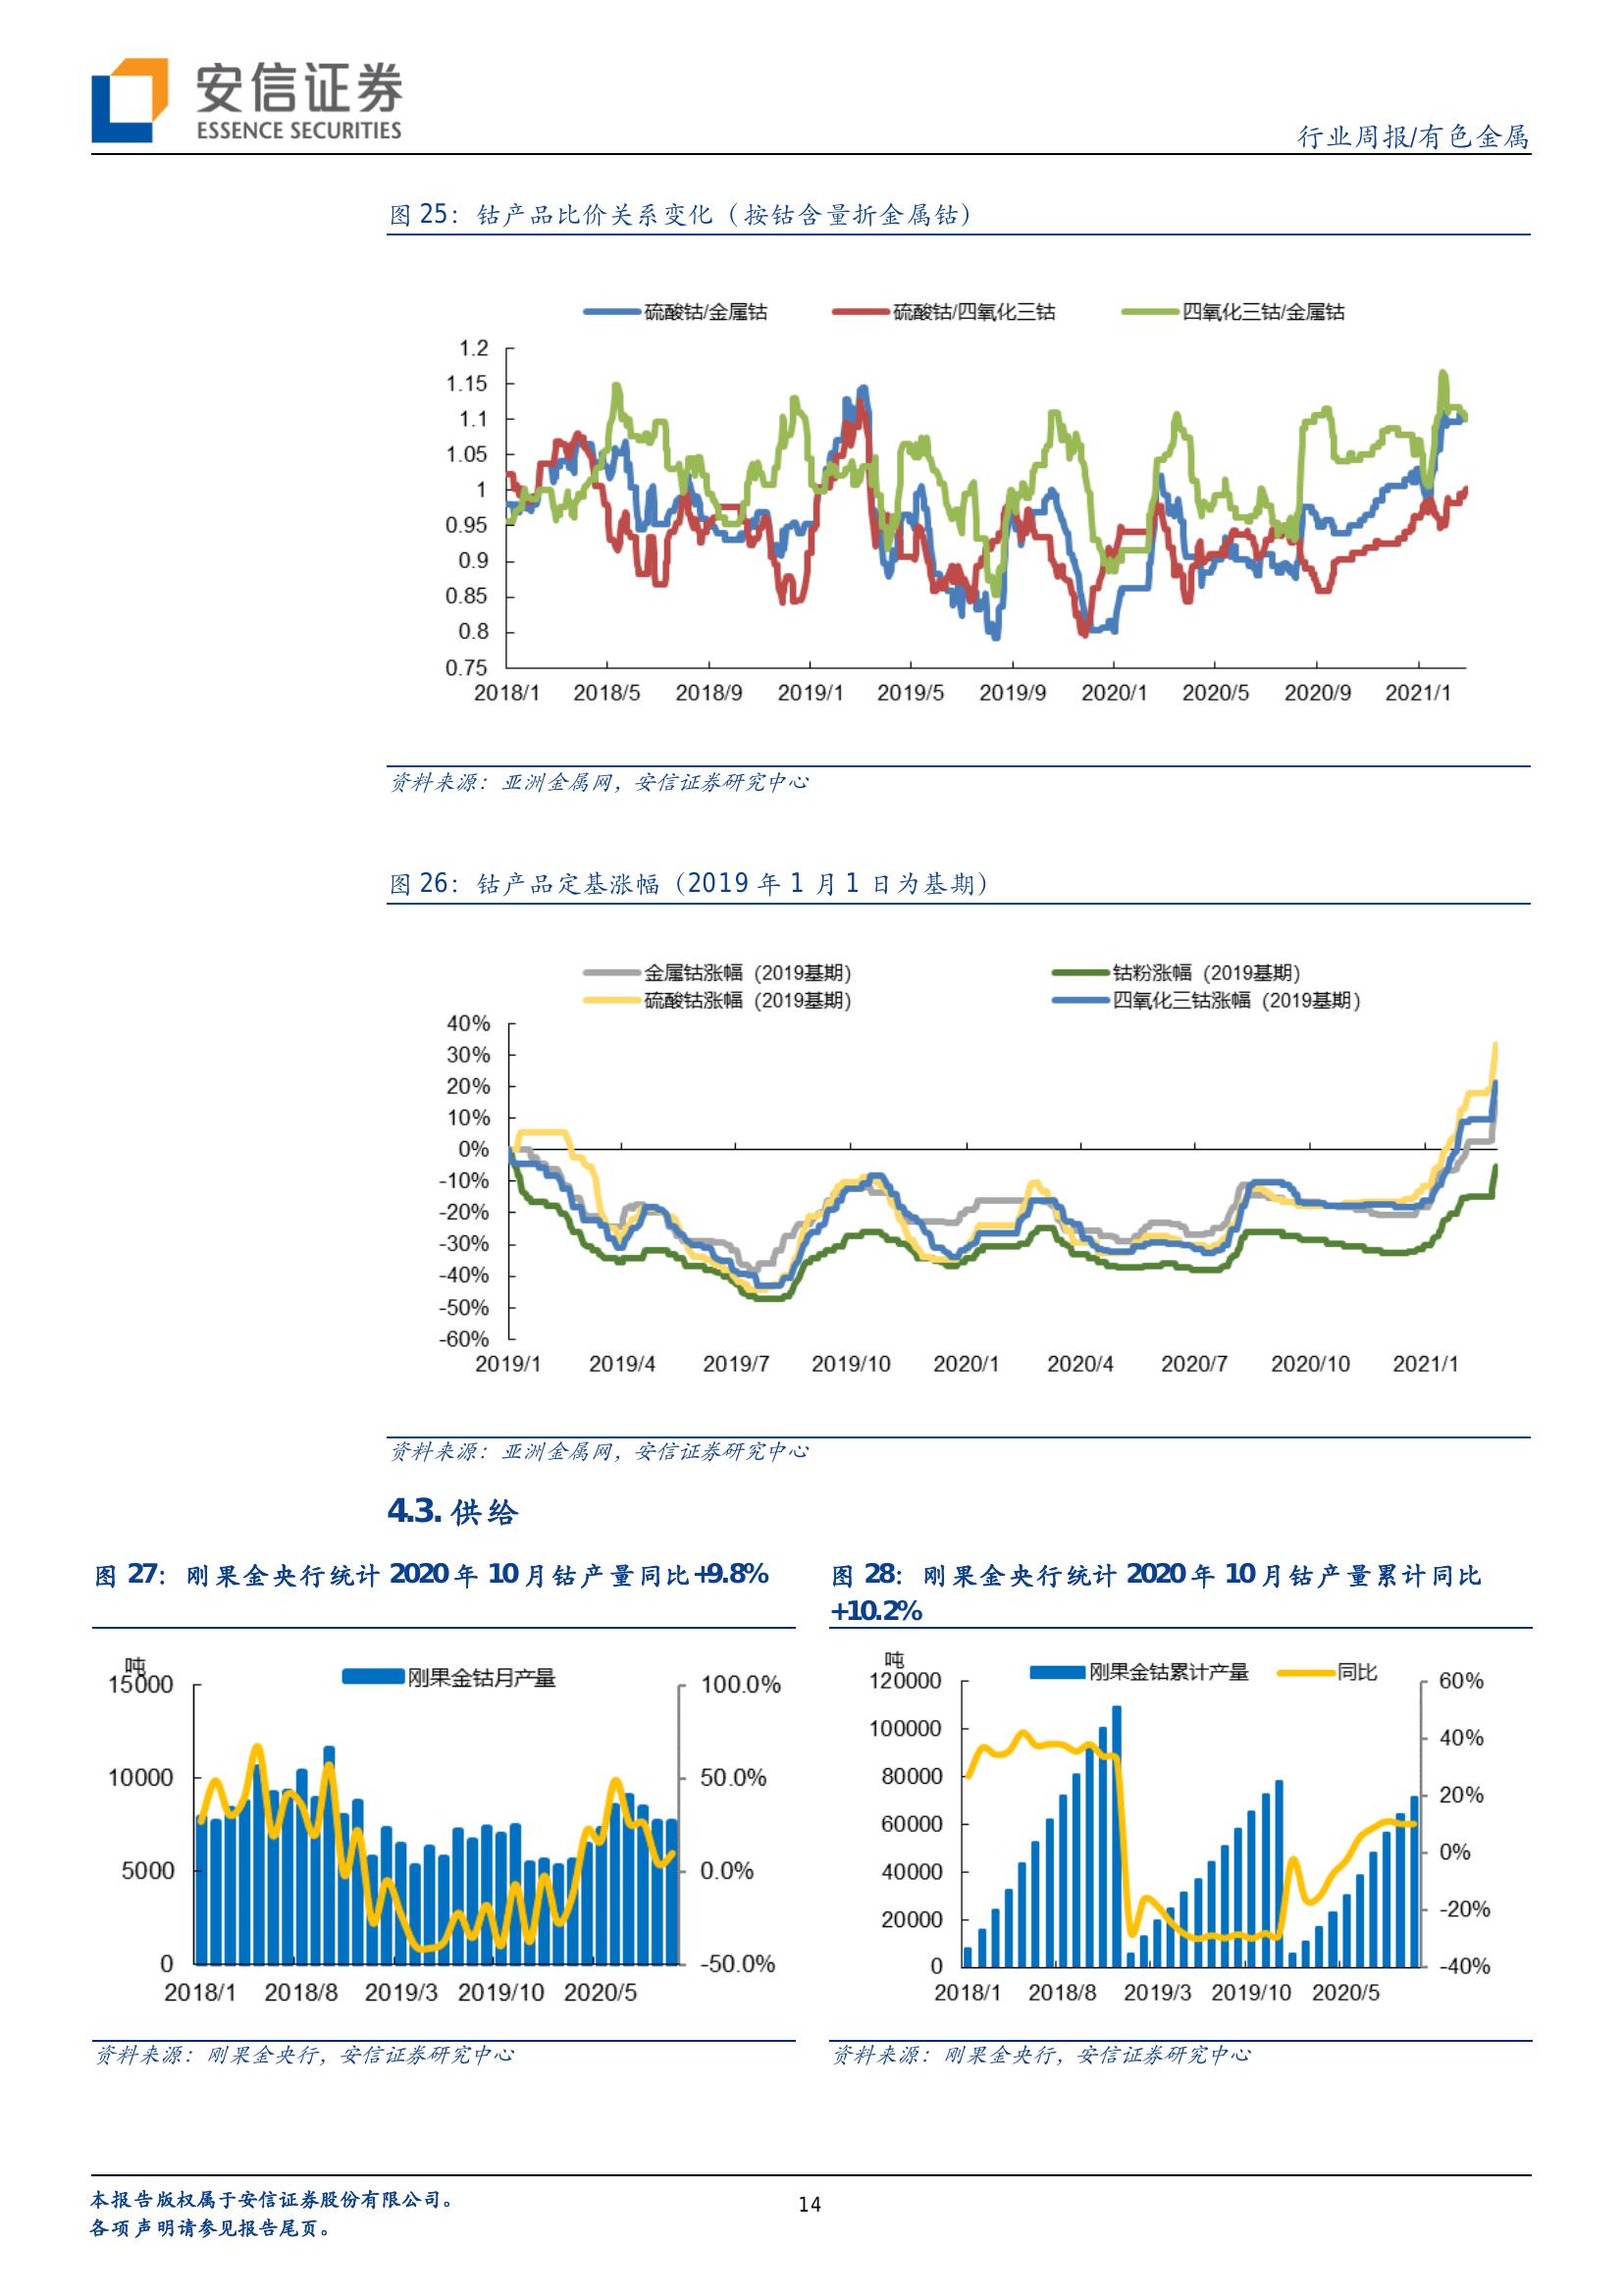 安信证券
ESSENCE SECURITIES
行业周报/有色金属
图 25：钴产品比价关系变化（按钴含量折金属钴）
硫酸钴/金属钴 硫酸钴/四氧化三钴 四氧化三钴/金属钴
1.2
1.15
1.1
1.05
1
0.95
0.9
0.85
0.8
0.75
2018/1 2018/5 2018/9 2019/1 2019/5 2019/9 2020/1 2020/5 2020/9 2021/1
资料来源：亚洲金属网，安信证券研究中心
图 26：钴产品定基涨幅（2019 年 1 月 1 日为基期）
金属钴涨幅（2019基期） 钴粉涨幅（2019基期）
硫酸钴涨幅（2019基期） 四氧化三钴涨幅（2019基期）
40%
30%
20%
10%
0%
-10%
-20%
-30%
-40%
-50%
-60%
2019/1 2019/4 2019/7 2019/10 2020/1 2020/4 2020/7 2020/10 2021/1
资料来源：亚洲金属网，安信证券研究中心
4.3. 供给
图 27：刚果金央行统计 2020 年 10 月钴产量同比+9.8%
吨
刚果金钴月产量
15000 100.0%
10000 50.0%
5000 0.0%
0 -50.0%
2018/1 2018/8 2019/3 2019/10 2020/5
资料来源：刚果金央行，安信证券研究中心
图 28：刚果金央行统计 2020 年 10 月钴产量累计同比
+10.2%
吨
刚果金钴累计产量 同比
120000
100000
80000
60000
40000
20000
0
60%
40%
20%
0%
-20%
-40%
2018/1 2018/8 2019/3 2019/10 2020/5
资料来源：刚果金央行，安信证券研究中心
本报告版权属于安信证券股份有限公司。
各项声明请参见报告尾页。
14